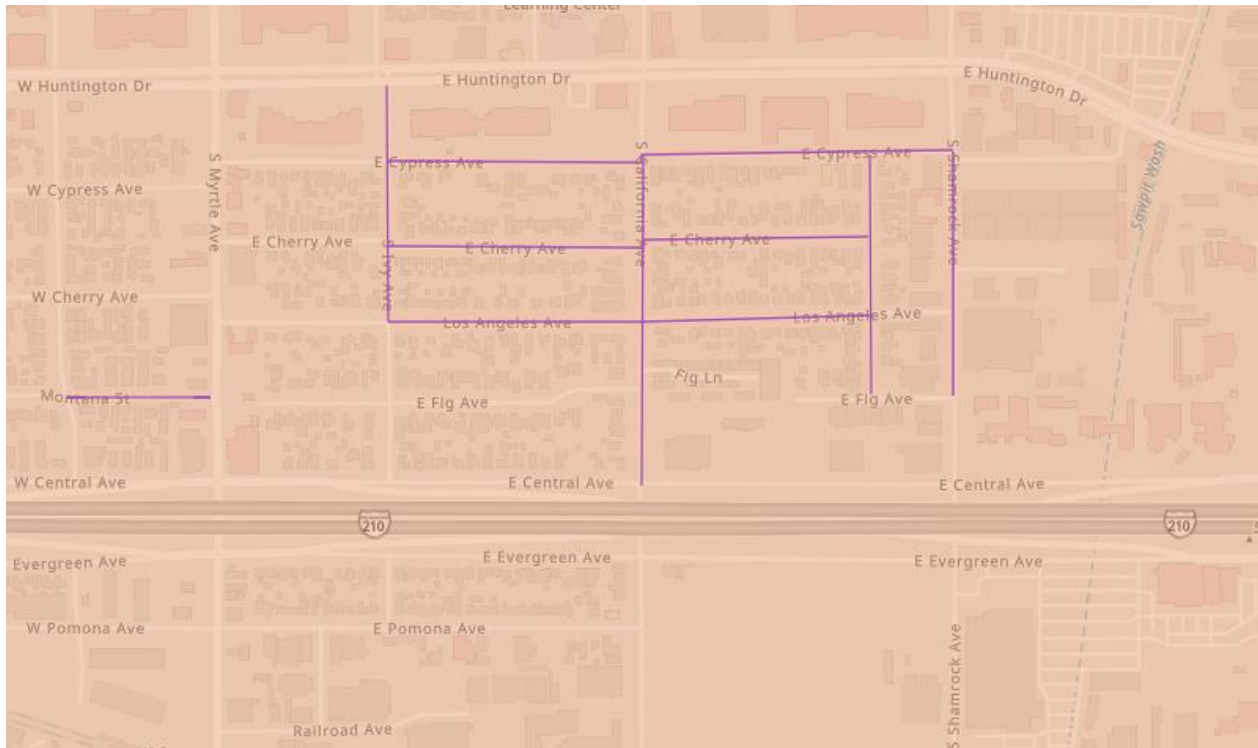 Learning Center
W Huntington Dr
E Huntington Dr
E Huntington Dr
E Cypress Ave
E Cypress Ave
W Cypress Ave
S Myrtle Ave
S California Ave
S Shamrock Ave
Sawpit Wash
E Cherry Ave
E Cherry Ave
E Cherry Ave
S Ivy Ave
W Cherry Ave
Los Angeles Ave
Los Angeles Ave
Fig Ln
Montana St
E Fig Ave
E Fig Ave
W Central Ave
E Central Ave
E Central Ave
210
210
Evergreen Ave
E Evergreen Ave
E Evergreen Ave
W Pomona Ave
E Pomona Ave
S Shamrock Ave
Railroad Ave